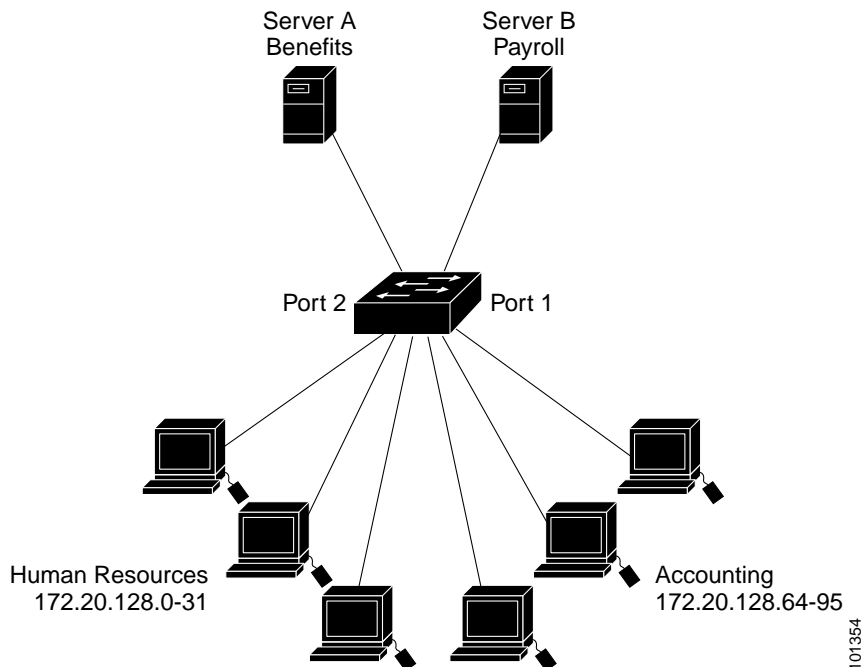 Server A
Benefits
Server B
Payroll
Port 2
Port 1
Human Resources
172.20.128.0-31
Accounting
172.20.128.64-95
101354